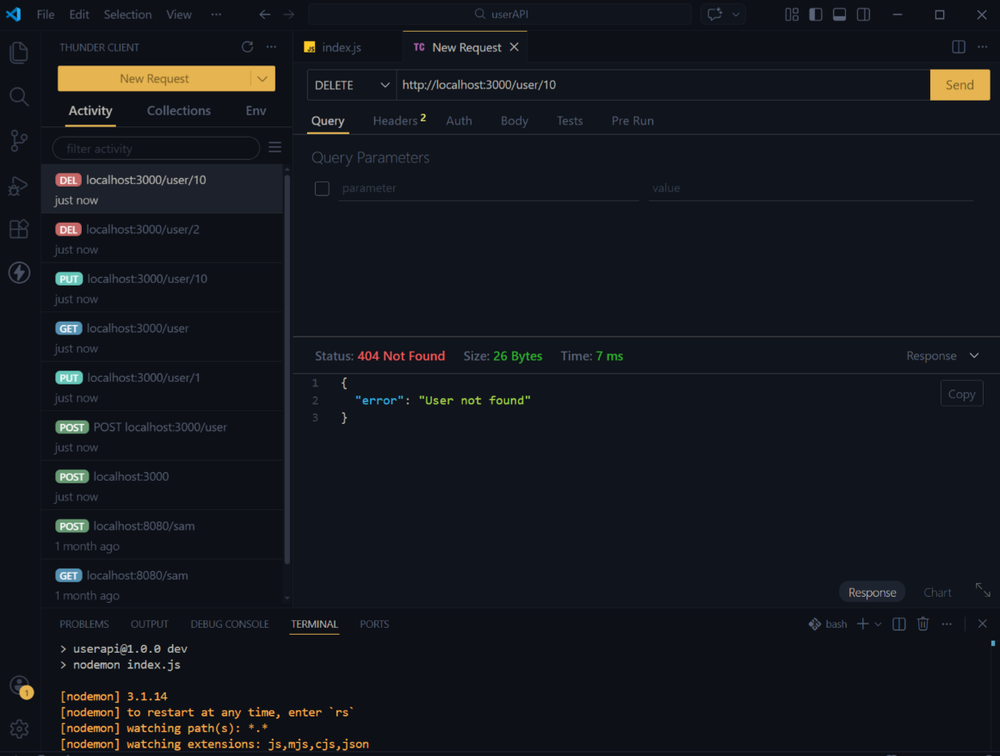 File Edit Selection View ··· userAPI
THUNDER CLIENT ···
New Request
Activity Collections Env
filter activity
DEL localhost:3000/user/10
just now
DEL localhost:3000/user/2
just now
PUT localhost:3000/user/10
just now
GET localhost:3000/user
just now
PUT localhost:3000/user/1
just now
POST POST localhost:3000/user
just now
POST localhost:3000
just now
POST localhost:8080/sam
1 month ago
GET localhost:8080/sam
1 month ago
1
JS index.js TC New Request
DELETE http://localhost:3000/user/10 Send
Query Headers 2 Auth Body Tests Pre Run
Query Parameters
parameter value
Status: 404 Not Found Size: 26 Bytes Time: 7 ms Response
1 {
2 "error": "User not found"
3 }
Copy
Response Chart
PROBLEMS OUTPUT DEBUG CONSOLE TERMINAL PORTS bash ···
> userapi@1.0.0 dev
> nodemon index.js
[nodemon] 3.1.14
[nodemon] to restart at any time, enter `rs`
[nodemon] watching path(s): *.*
[nodemon] watching extensions: js,mjs,cjs,json